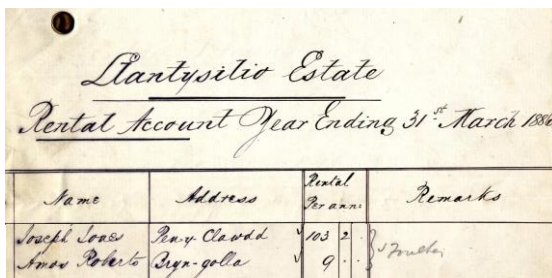 Llantysilio Estate
Rental Account Year Ending 31st March 1886
Name Address Rental Per ann: Remarks
Joseph Jones Pen-y Clawdd 103 2 ·
Amos Roberts Bryn-golla 9 · ·